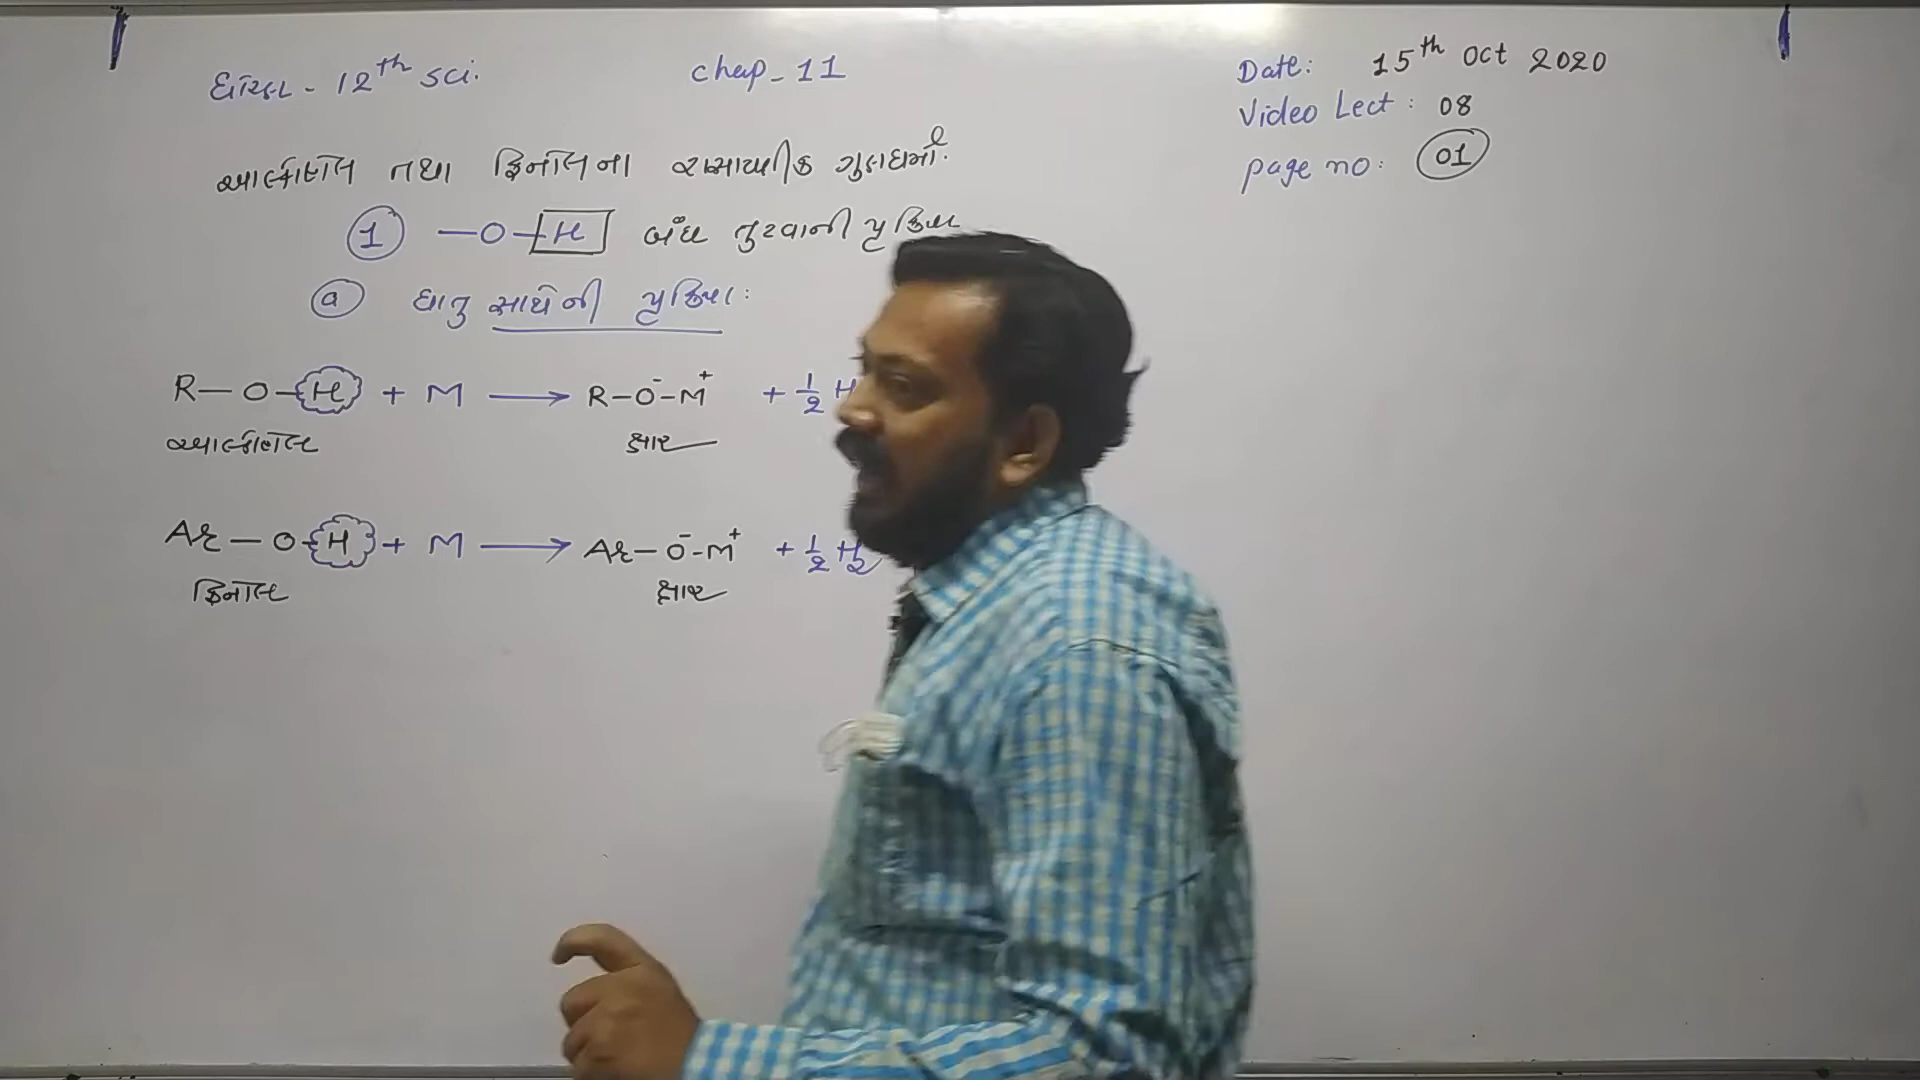 ધોરણ - 12th sci.
chap - 11
Date: 15th Oct 2020
Video Lect: 08
page no: 01
આલ્કોહોલ તથા ફિનોલના રાસાયણીક ગુણધર્મો.
1 —O—H બંધ તુટવાની પ્રક્રિયા
a ધાતુ સાથેની પ્રક્રિયા:
R—O—H + M ⟶ R—O⁻-M⁺ + ½ H
આલ્કોહોલ ક્ષાર
Ar—O-H + M ⟶ Ar—O⁻-M⁺ + ½ H₂
ફિનોલ ક્ષાર